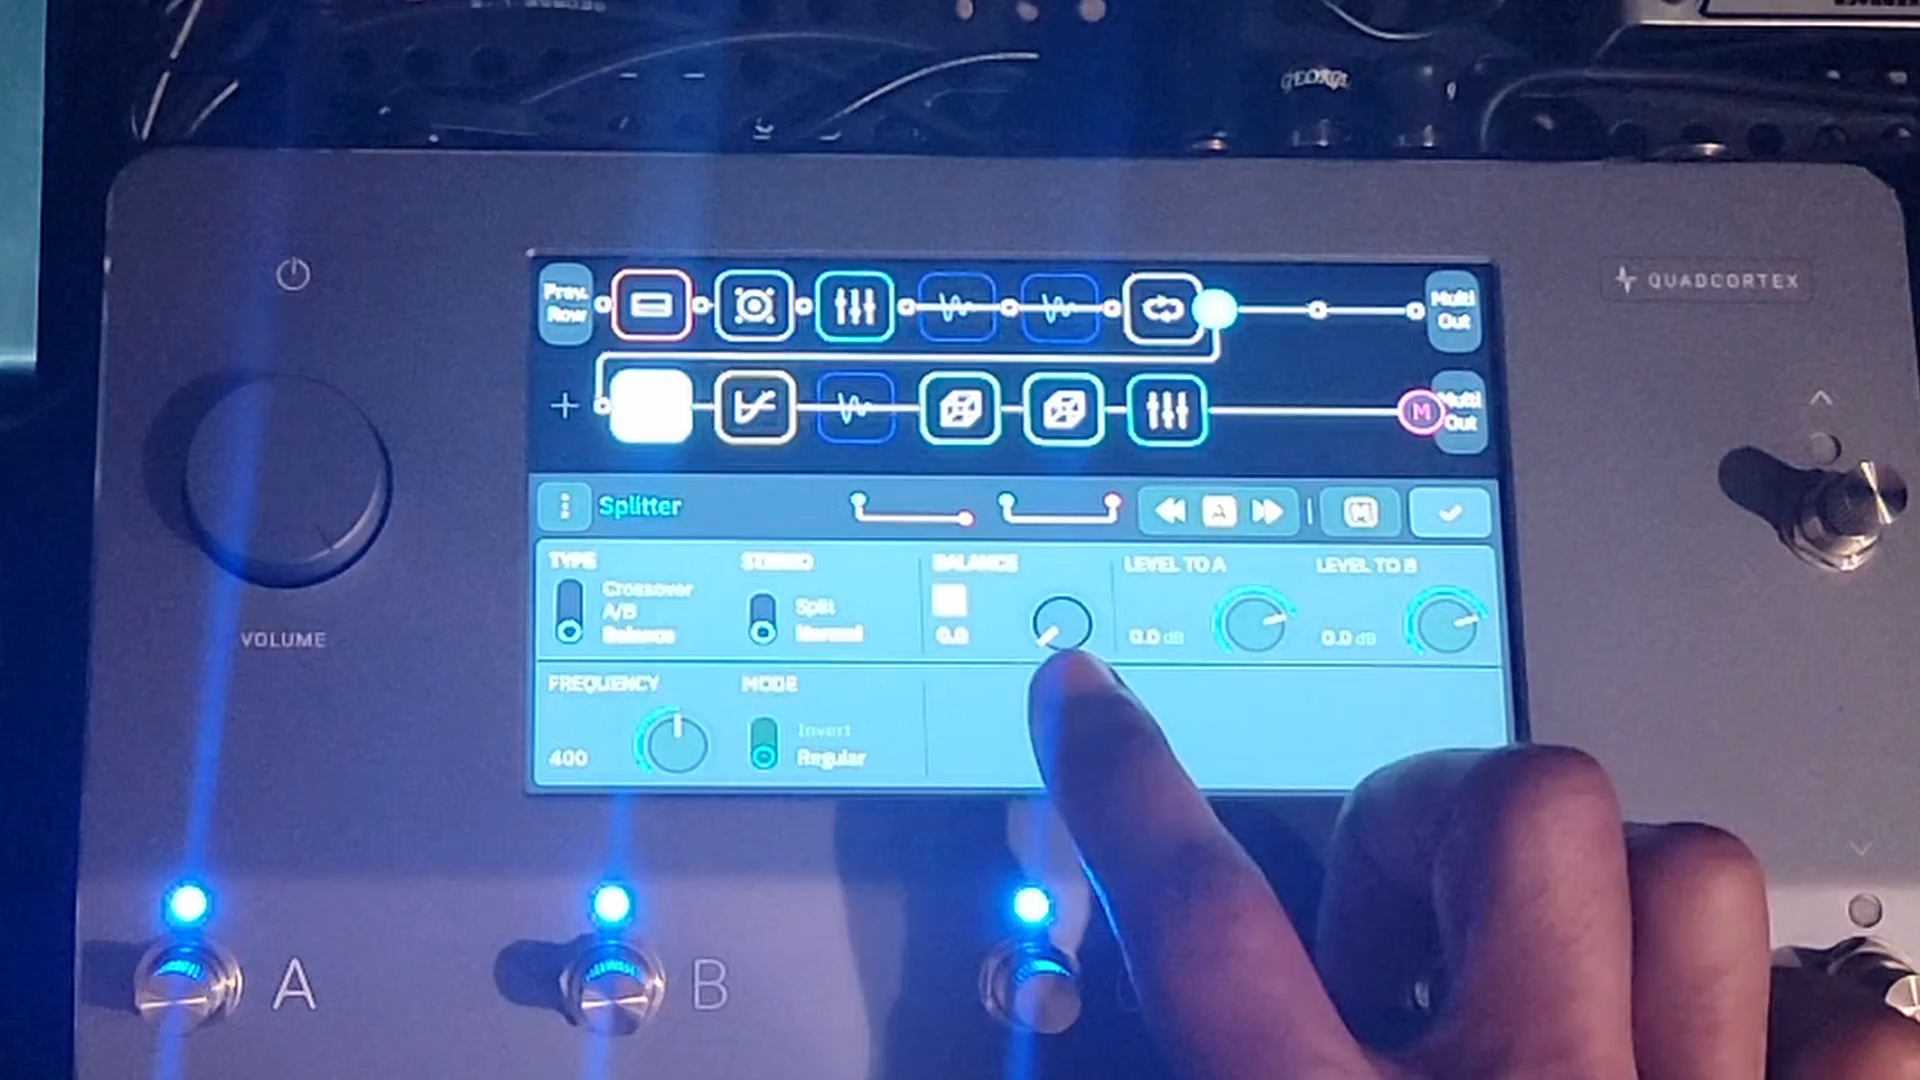 GEORGE
QUADCORTEX
Prev. Row
Multi Out
Multi Out
M
Splitter
A
M
TYPE
Crossover
A/B
Balance
STEREO
Split
Normal
BALANCE
0.0
LEVEL TO A
0.0 dB
LEVEL TO B
0.0 dB
FREQUENCY
400
MODE
Invert
Regular
VOLUME
A
B